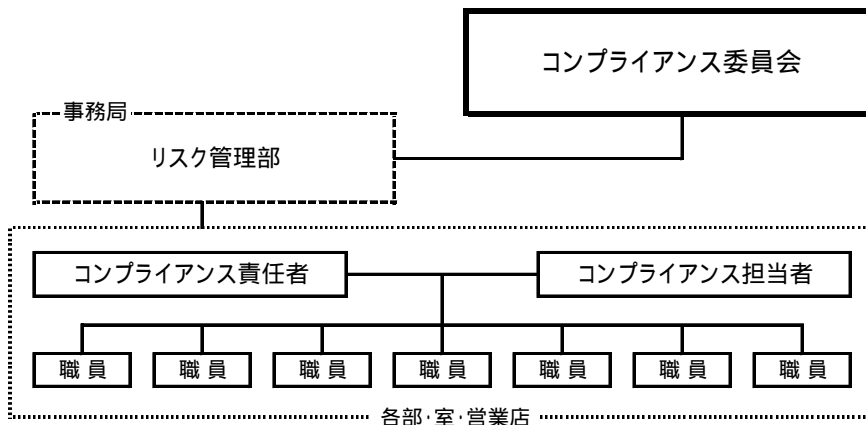 コンプライアンス委員会
事務局
リスク管理部
コンプライアンス責任者
コンプライアンス担当者
職 員
職 員
職 員
職 員
職 員
職 員
職 員
各部・室・営業店